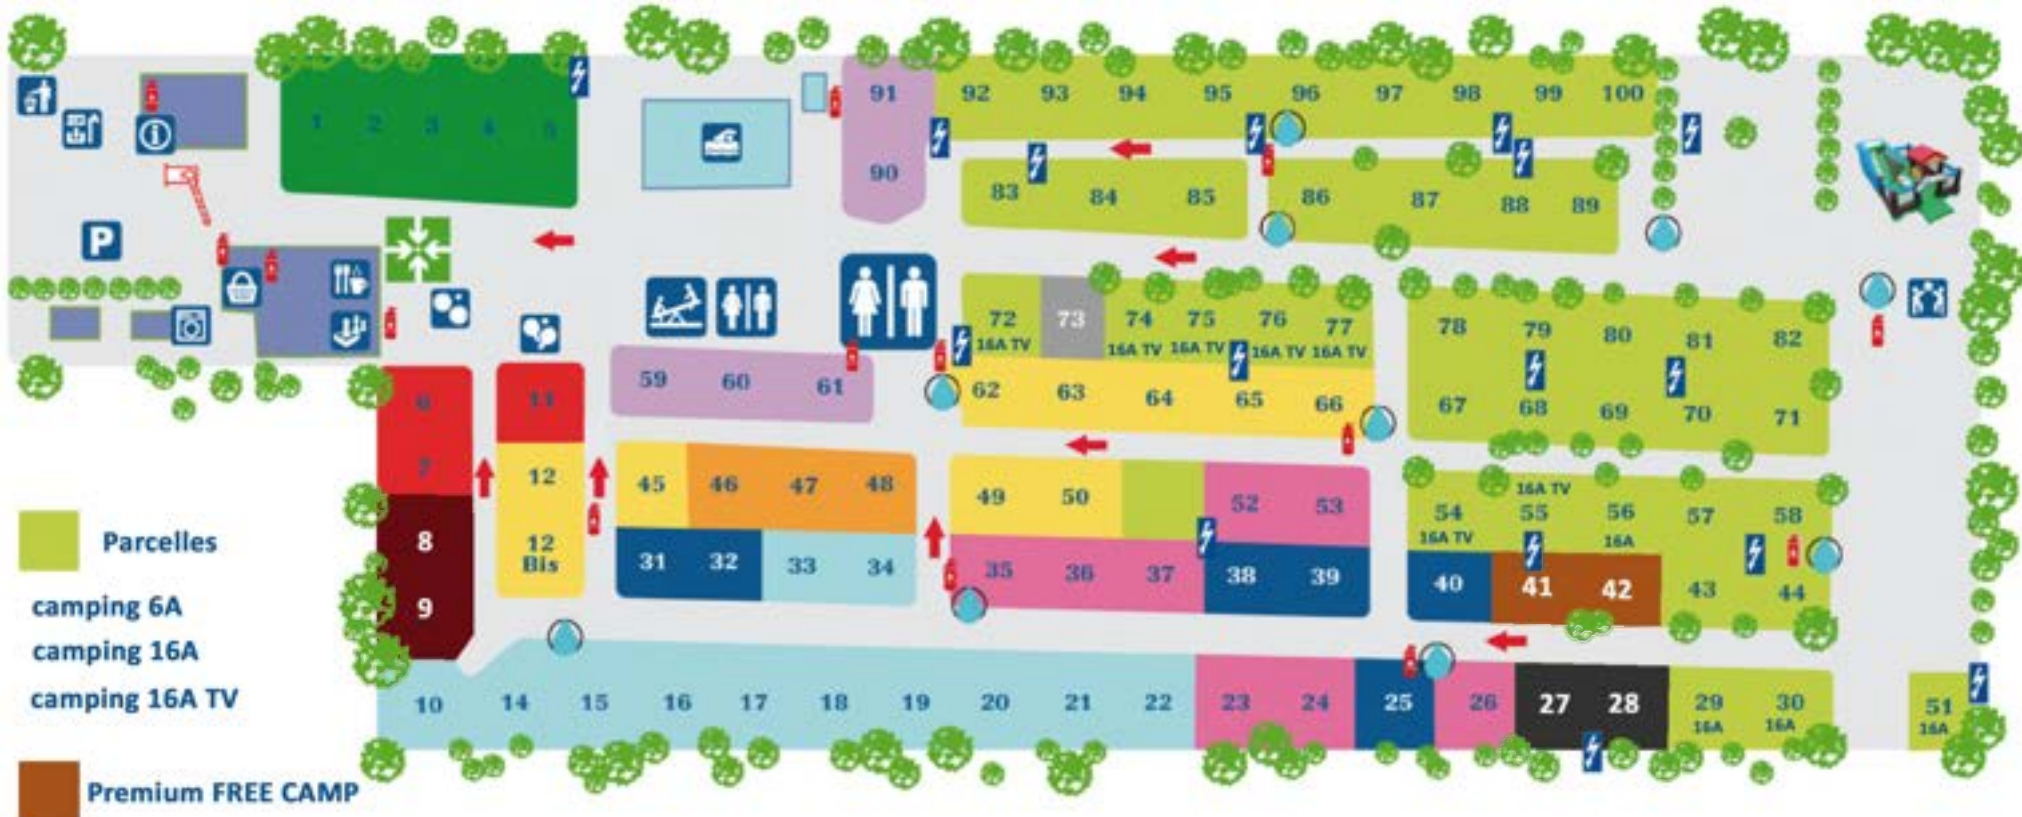 91 92 93 94 95 96 97 98 99 100
1 2 3 4 5
90
83 84 85 86 87 88 89
P
72 73 74 75 76 77 78 79 80 81 82
16A TV 16A TV 16A TV 16A TV 16A TV
59 60 61 62 63 64 65 66 67 68 69 70 71
6 11
7 12 45 46 47 48 49 50 52 53
16A TV
54 55 56 57 58
16A TV 16A
8 12 Bis 31 32 33 34 35 36 37 38 39 40 41 42 43 44
9
10 14 15 16 17 18 19 20 21 22 23 24 25 26 27 28 29 30 51
16A 16A 16A
Parcelles
camping 6A
camping 16A
camping 16A TV
Premium FREE CAMP